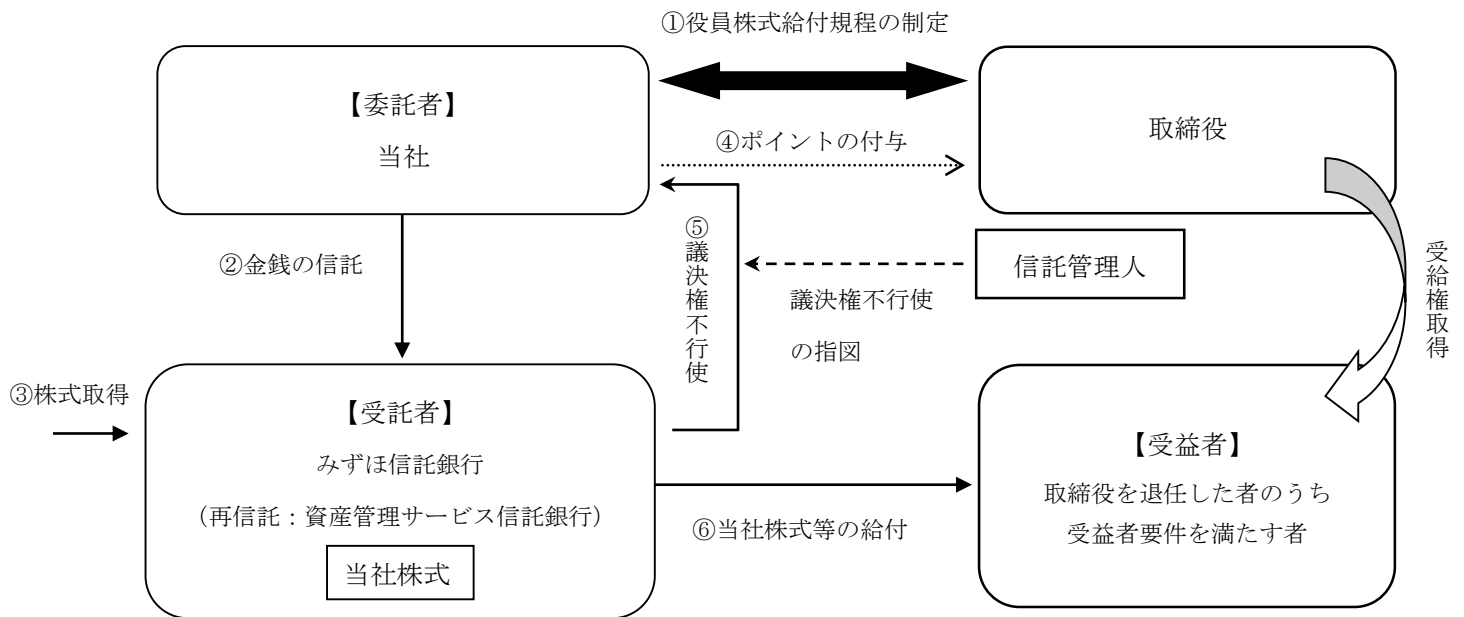 ①役員株式給付規程の制定
【委託者】
当社
取締役
④ポイントの付与
②金銭の信託
⑤議決権不行使
信託管理人
議決権不行使
の指図
受給権取得
③株式取得
【受託者】
みずほ信託銀行
(再信託:資産管理サービス信託銀行)
当社株式
⑥当社株式等の給付
【受益者】
取締役を退任した者のうち
受益者要件を満たす者